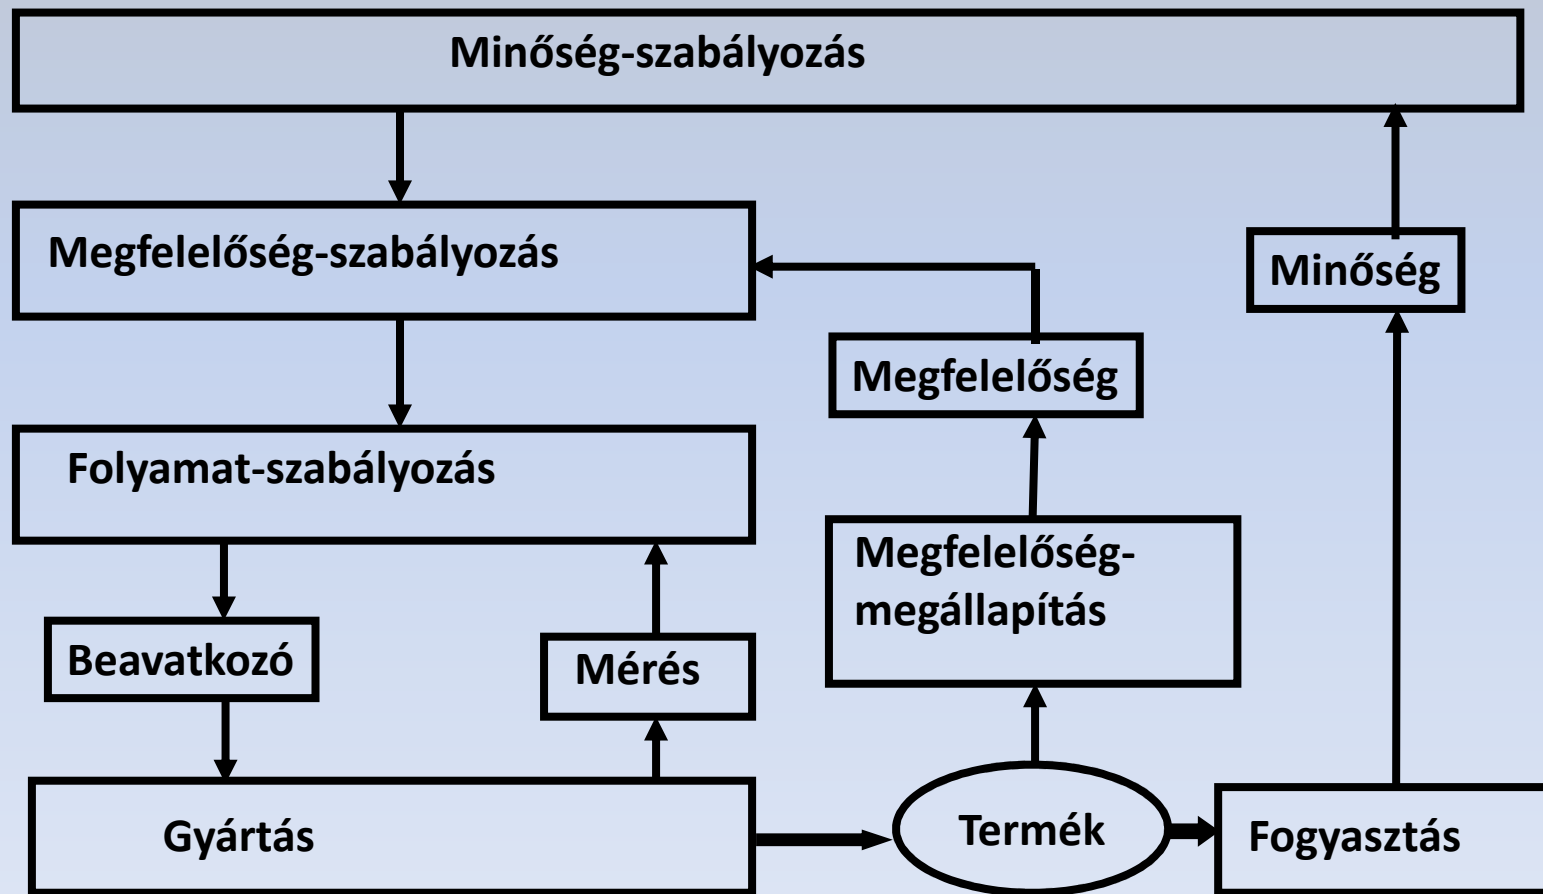 Minőség-szabályozás
Megfelelőség-szabályozás
Minőség
Megfelelőség
Folyamat-szabályozás
Megfelelőség-
megállapítás
Beavatkozó
Mérés
Gyártás
Termék
Fogyasztás